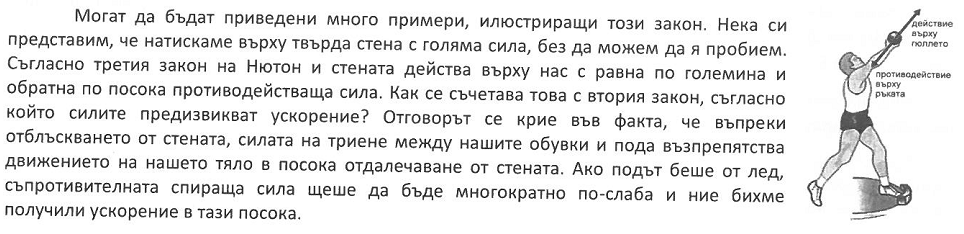 Могат да бъдат приведени много примери, илюстриращи този закон. Нека си
представим, че натискаме върху твърда стена с голяма сила, без да можем да я пробием.
Съгласно третия закон на Нютон и стената действа върху нас с равна по големина и
обратна по посока противодействаща сила. Как се съчетава това с втория закон, съгласно
който силите предизвикват ускорение? Отговорът се крие във факта, че въпреки
отблъскването от стената, силата на триене между нашите обувки и пода възпрепятства
движението на нашето тяло в посока отдалечаване от стената. Ако подът беше от лед,
съпротивителната спираща сила щеше да бъде многократно по-слаба и ние бихме
получили ускорение в тази посока.
действие
върху
гюллето
противодействие
върху
ръката